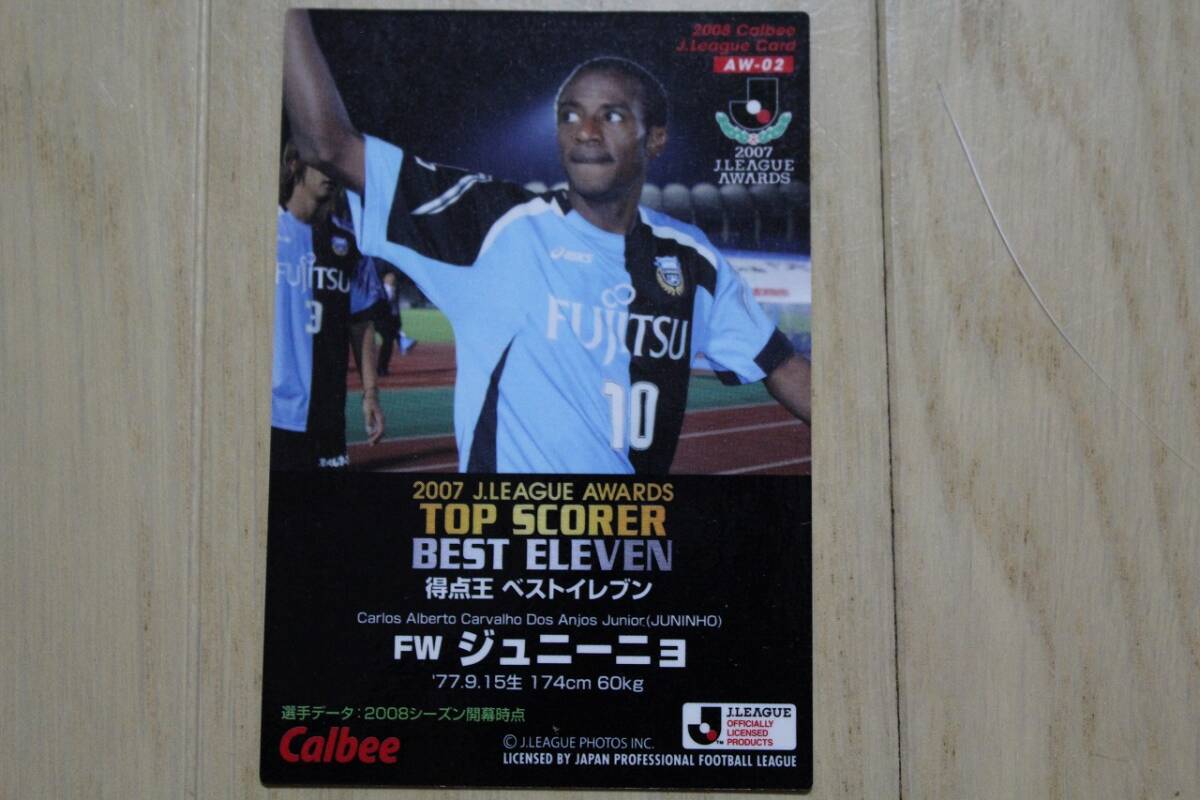 2008 Calbee
J.League Card
AW-02
2007
J.LEAGUE
AWARDS
asics
FUJITSU
3
FUJITSU
10
2007 J.LEAGUE AWARDS
TOP SCORER
BEST ELEVEN
得点王 ベストイレブン
Carlos Alberto Carvalho Dos Anjos Junior.(JUNINHO)
FW ジュニーニョ
'77.9.15生 174cm 60kg
選手データ:2008シーズン開幕時点
Calbee
J.LEAGUE
OFFICIALLY
LICENSED
PRODUCTS
TM
© J.LEAGUE PHOTOS INC.
LICENSED BY JAPAN PROFESSIONAL FOOTBALL LEAGUE